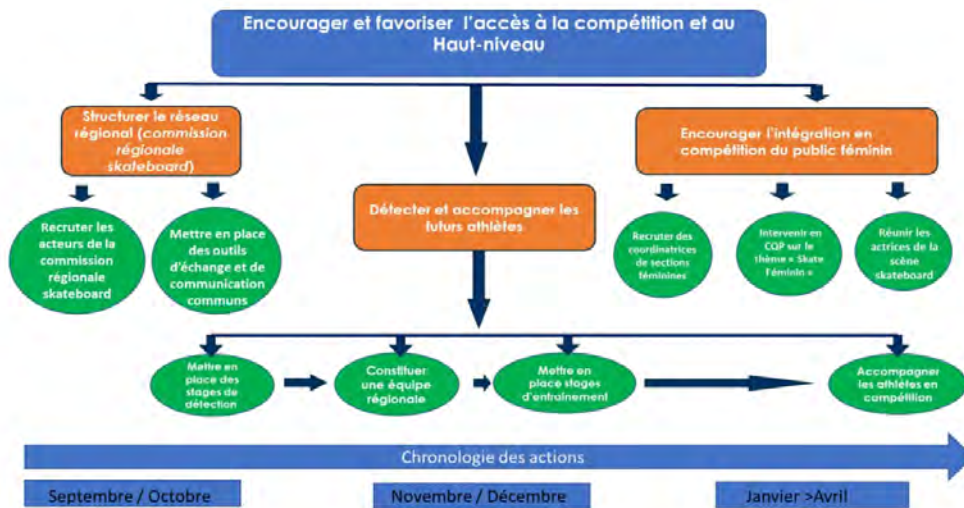 Encourager et favoriser l'accès à la compétition et au
Haut-niveau
Structurer le réseau
régional (commission
régionale
skateboard)
Encourager l'intégration en
compétition du public féminin
Détecter et accompagner les
futurs athlètes
Recruter les
acteurs de la
commission
régionale
skateboard
Mettre en place
des outils
d'échange et de
communication
communs
Recruter des
coordinatrices
de sections
féminines
Intervenir en
CQP sur le
thème « Skate
féminin »
Réunir les
actrices de la
scène
skateboard
Mettre en
place des
stages de
détection
Constituer
une équipe
régionale
Mettre en
place stages
d'entrainement
Accompagner
les athlètes en
compétition
Chronologie des actions
Septembre / Octobre
Novembre / Décembre
Janvier >Avril